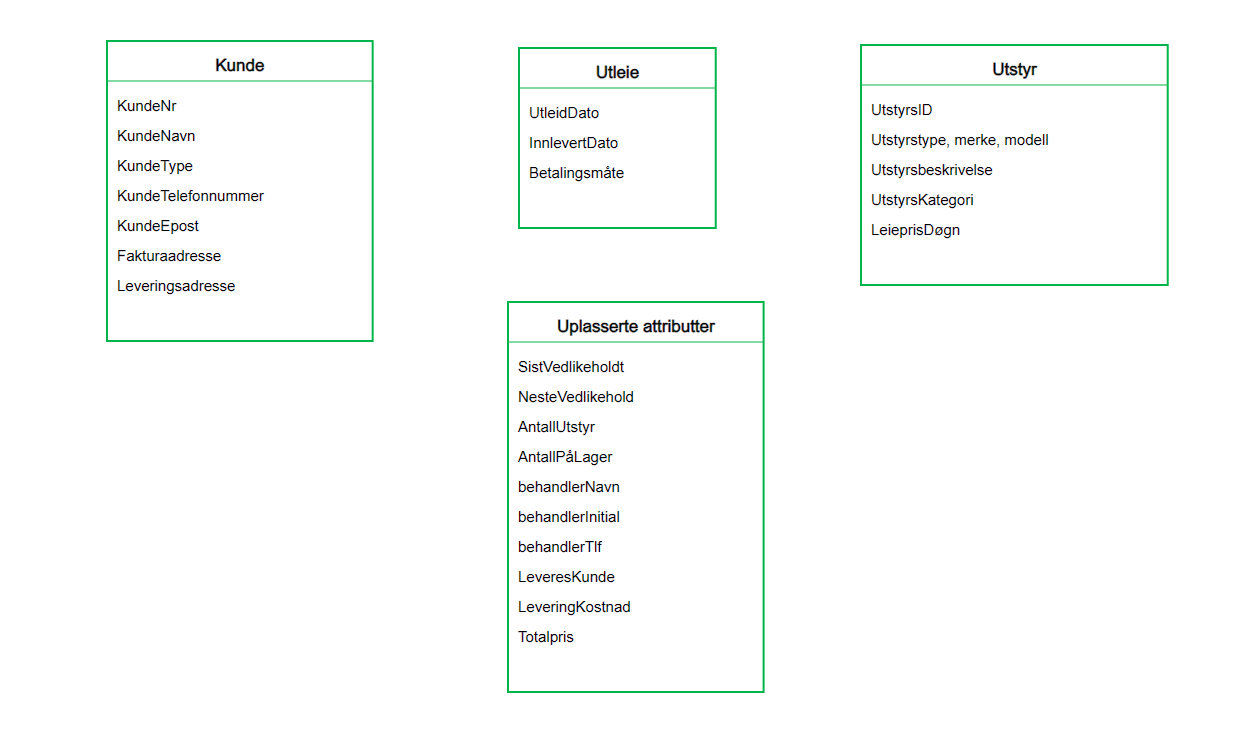 Kunde
KundeNr
KundeNavn
KundeType
KundeTelefonnummer
KundeEpost
Fakturaadresse
Leveringsadresse
Utleie
UtleidDato
InnlevertDato
Betalingsmåte
Utstyr
UtstyrsID
Utstyrstype, merke, modell
Utstyrsbeskrivelse
UtstyrsKategori
LeieprisDøgn
Uplasserte attributter
SistVedlikeholdt
NesteVedlikehold
AntallUtstyr
AntallPåLager
behandlerNavn
behandlerInitial
behandlerTlf
LeveresKunde
LeveringKostnad
Totalpris